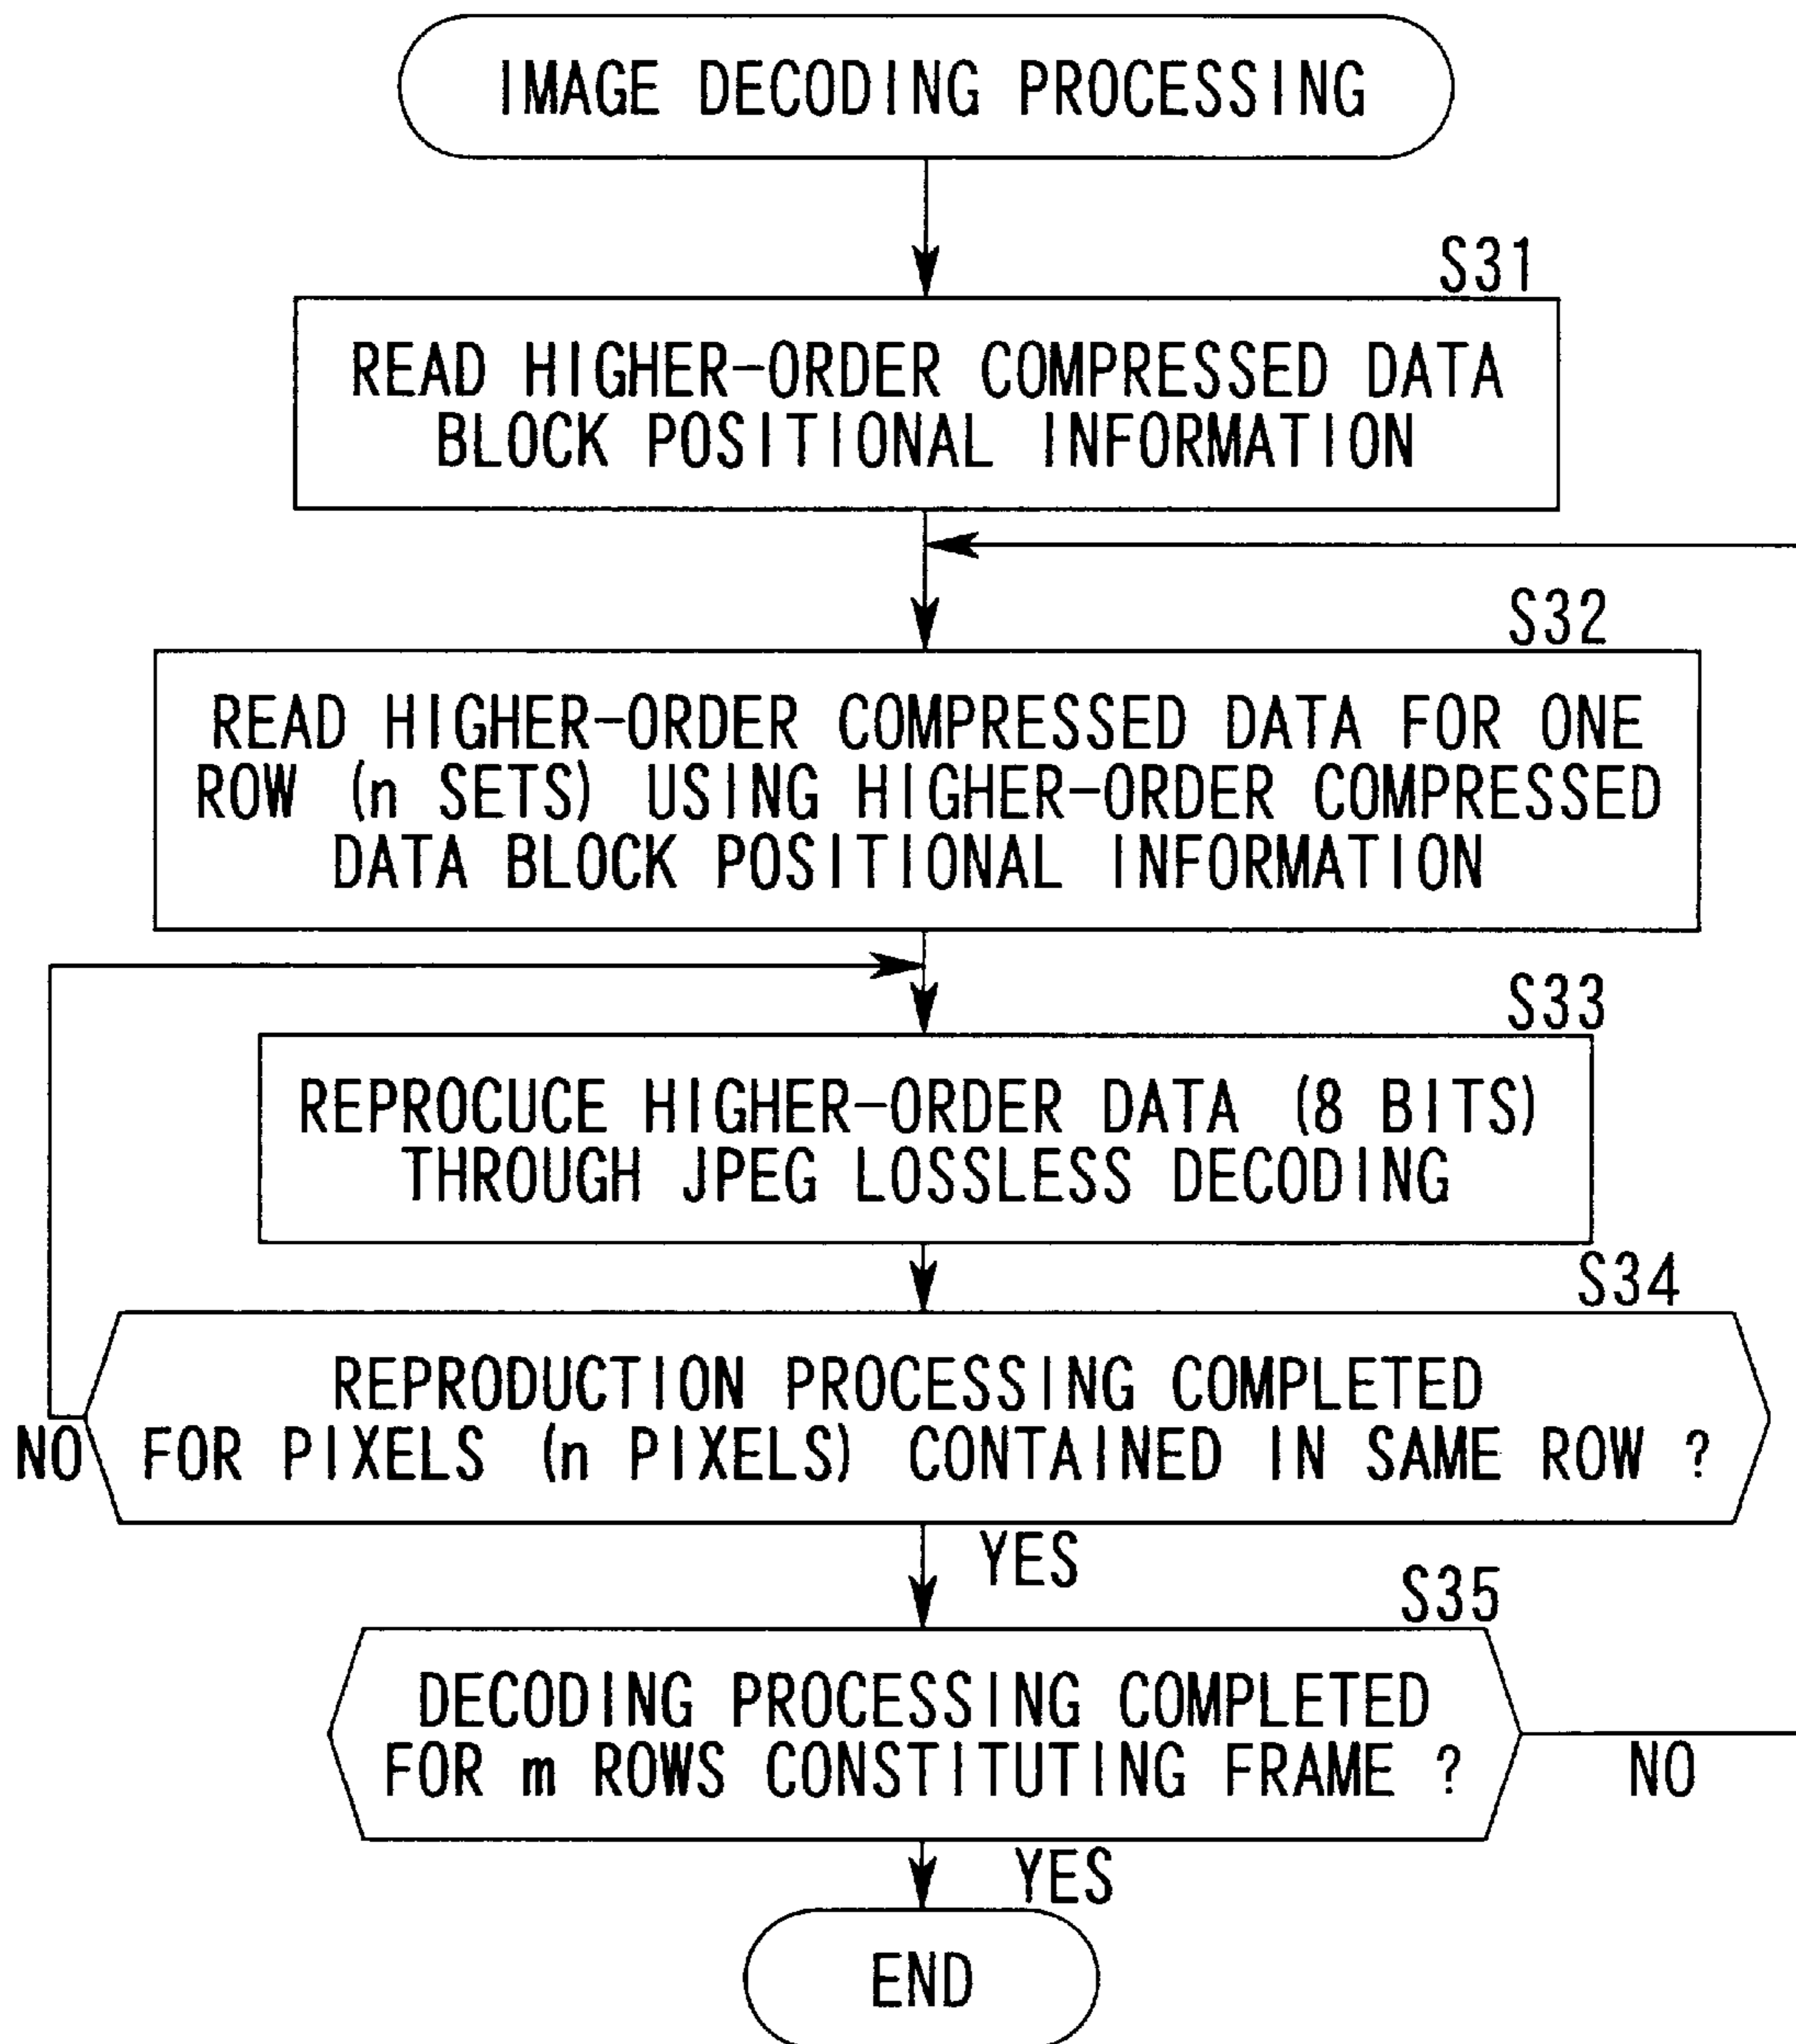 IMAGE DECODING PROCESSING
S31
READ HIGHER-ORDER COMPRESSED DATA
BLOCK POSITIONAL INFORMATION
S32
READ HIGHER-ORDER COMPRESSED DATA FOR ONE
ROW (n SETS) USING HIGHER-ORDER COMPRESSED
DATA BLOCK POSITIONAL INFORMATION
S33
REPROCUCE HIGHER-ORDER DATA (8 BITS)
THROUGH JPEG LOSSLESS DECODING
S34
REPRODUCTION PROCESSING COMPLETED
NO FOR PIXELS (n PIXELS) CONTAINED IN SAME ROW ?
YES
S35
DECODING PROCESSING COMPLETED
FOR m ROWS CONSTITUTING FRAME ?
NO
YES
END